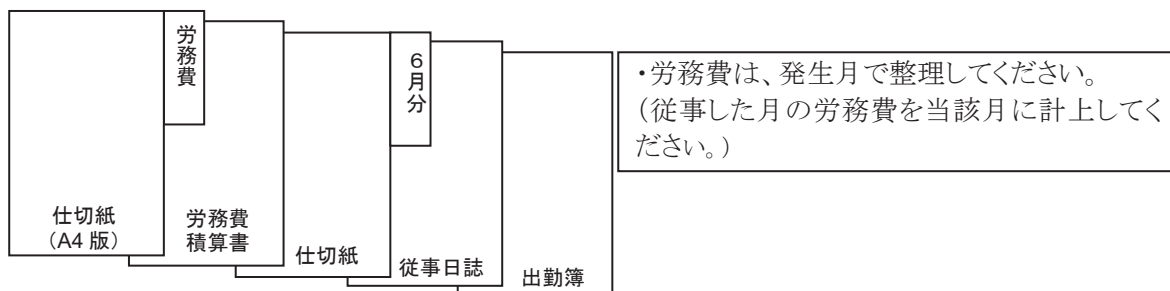 労務費
6月分
・労務費は、発生月で整理してください。
（従事した月の労務費を当該月に計上してく
ださい。）
仕切紙
（A4 版）
労務費
積算書
仕切紙
従事日誌
出勤簿